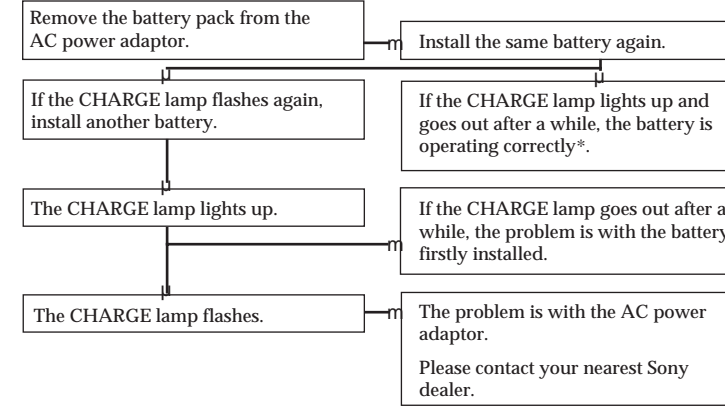 Remove the battery pack from the
AC power adaptor.
m
Install the same battery again.
µ
µ
If the CHARGE lamp flashes again,
install another battery.
If the CHARGE lamp lights up and
goes out after a while, the battery is
operating correctly*.
µ
The CHARGE lamp lights up.
If the CHARGE lamp goes out after a
while, the problem is with the battery
firstly installed.
m
µ
The CHARGE lamp flashes.
m
The problem is with the AC power
adaptor.
Please contact your nearest Sony
dealer.